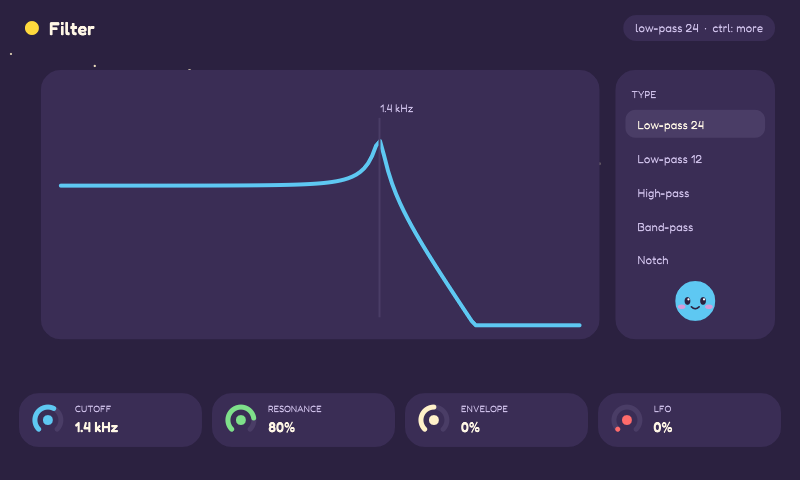 Filter
low-pass 24 · ctrl: more
1.4 kHz
TYPE
Low-pass 24
Low-pass 12
High-pass
Band-pass
Notch
CUTOFF
1.4 kHz
RESONANCE
80%
ENVELOPE
0%
LFO
0%